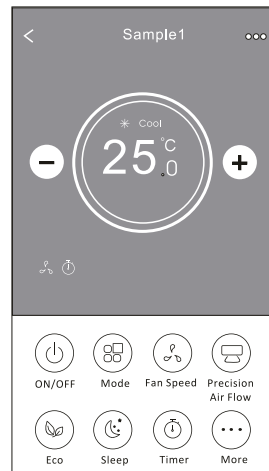 Sample1
Cool
25.0°C
ON/OFF Mode Fan Speed Precision Air Flow
Eco Sleep Timer More